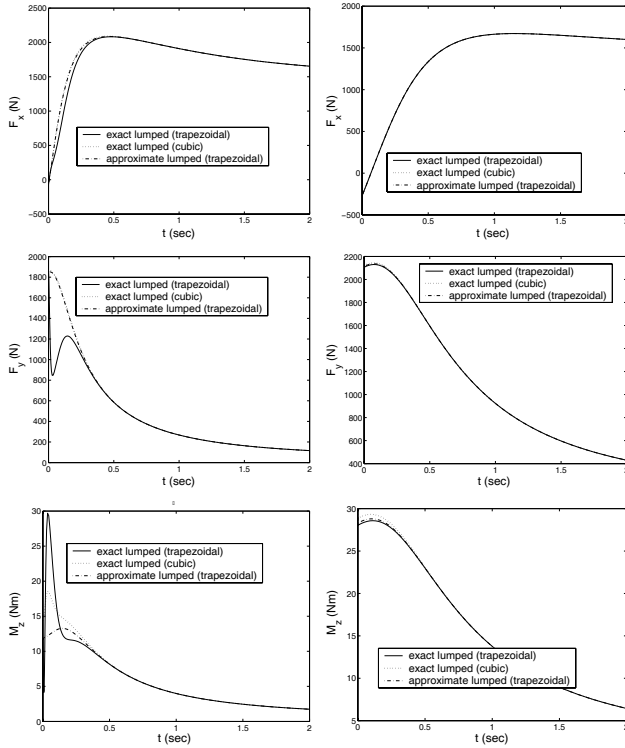 2500
2000
1500
1000
500
0
−500
F_x (N)
exact lumped (trapezoidal)
exact lumped (cubic)
approximate lumped (trapezoidal)
0 0.5 1 1.5 2
t (sec)
2000
1500
1000
500
0
−500
F_x (N)
exact lumped (trapezoidal)
exact lumped (cubic)
approximate lumped (trapezoidal)
0 0.5 1 1.5 2
t (sec)
2000
1800
1600
1400
1200
1000
800
600
400
200
0
F_y (N)
exact lumped (trapezoidal)
exact lumped (cubic)
approximate lumped (trapezoidal)
0 0.5 1 1.5 2
t (sec)
2200
2000
1800
1600
1400
1200
1000
800
600
400
F_y (N)
exact lumped (trapezoidal)
exact lumped (cubic)
approximate lumped (trapezoidal)
0 0.5 1 1.5 2
t (sec)
30
25
20
15
10
5
0
M_z (Nm)
exact lumped (trapezoidal)
exact lumped (cubic)
approximate lumped (trapezoidal)
0 0.5 1 1.5 2
t (sec)
30
25
20
15
10
5
M_z (Nm)
exact lumped (trapezoidal)
exact lumped (cubic)
approximate lumped (trapezoidal)
0 0.5 1 1.5 2
t (sec)